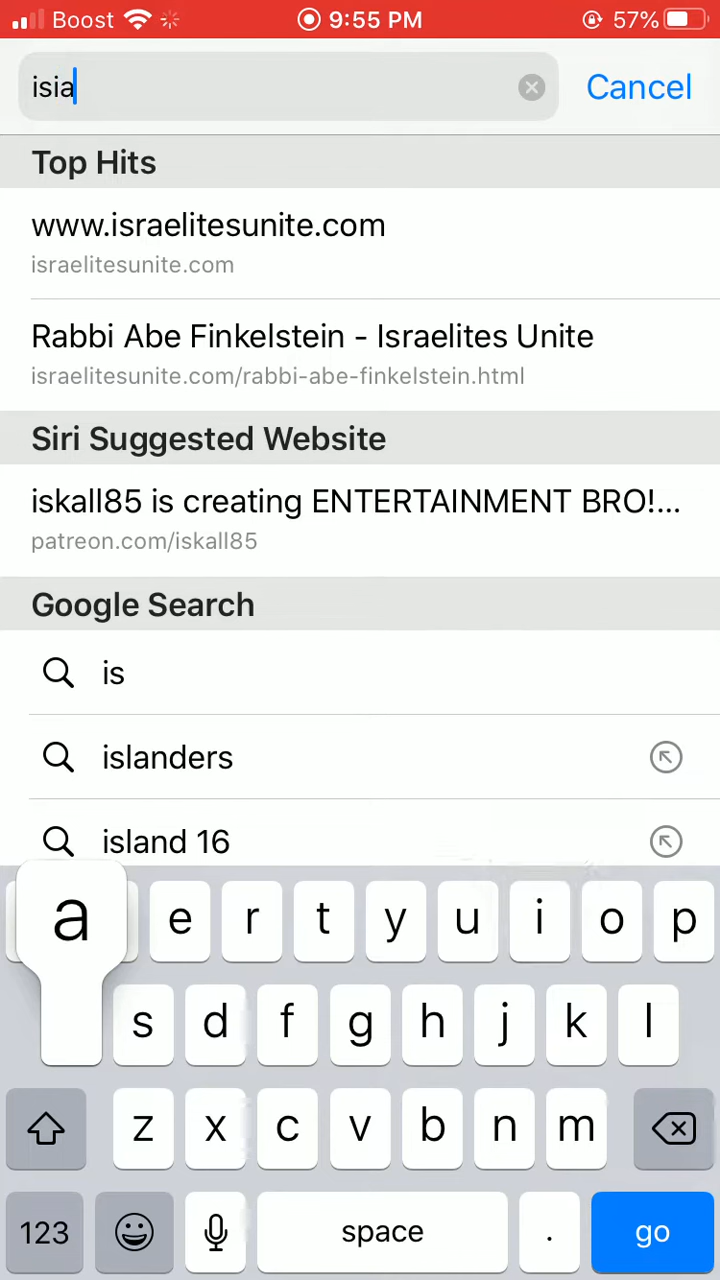 Boost 9:55 PM 57%
isia Cancel
Top Hits
www.israelitesunite.com
israelitesunite.com
Rabbi Abe Finkelstein - Israelites Unite
israelitesunite.com/rabbi-abe-finkelstein.html
Siri Suggested Website
iskall85 is creating ENTERTAINMENT BRO!...
patreon.com/iskall85
Google Search
is
islanders
island 16
a e r t y u i o p
s d f g h j k l
z x c v b n m
123 space . go